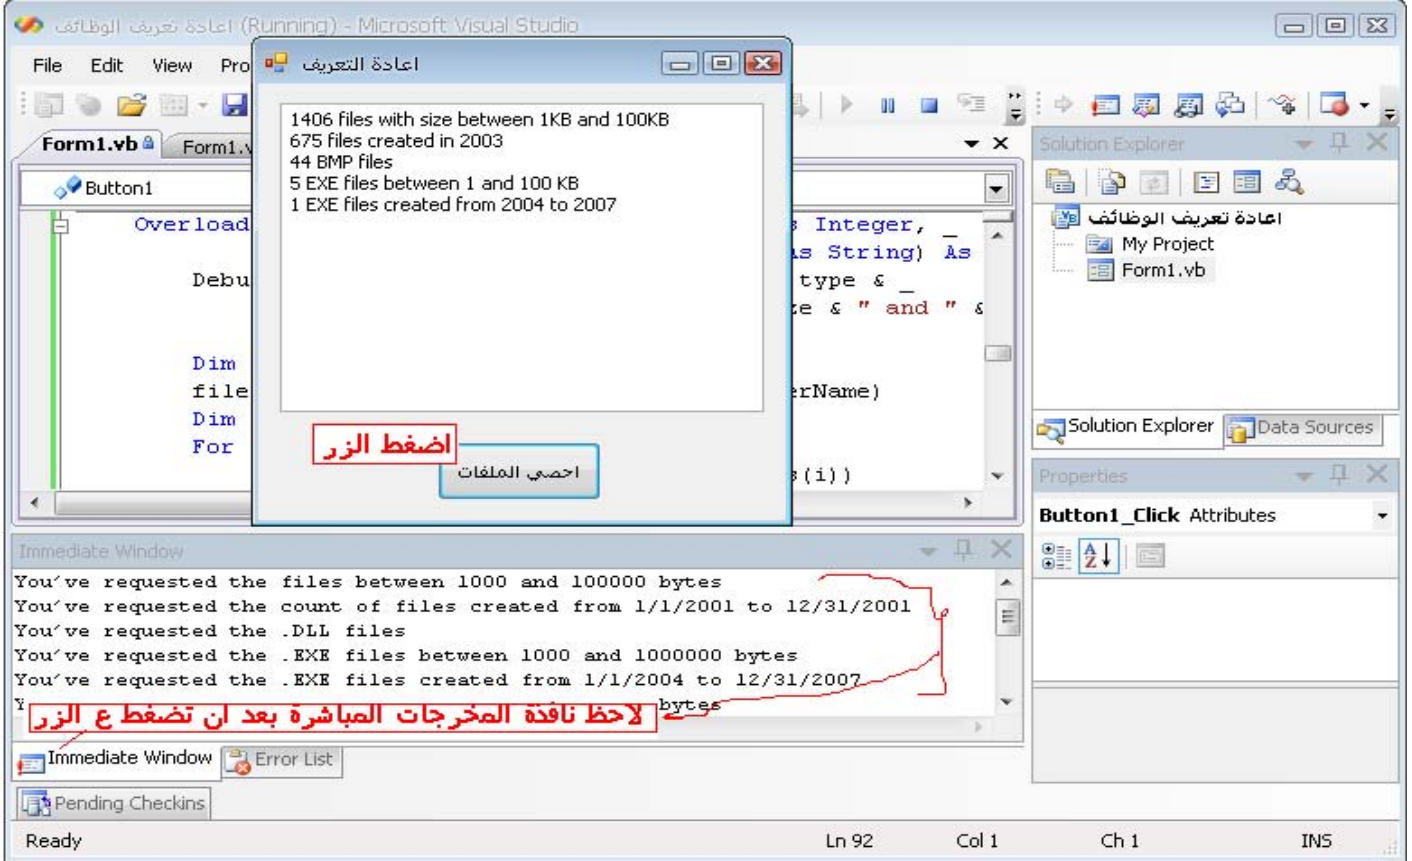 اعادة تعريف الوظائف (Running) - Microsoft Visual Studio
File Edit View Pro
اعادة التعريف
1406 files with size between 1KB and 100KB
675 files created in 2003
44 BMP files
5 EXE files between 1 and 100 KB
1 EXE files created from 2004 to 2007
اضغط الزر
احصي الملفات
Form1.vb Form1.v
Button1
Overload s Integer, _
As String) As
Debu type & _
ze & " and " &
Dim
file erName)
Dim
For
s(i))
Solution Explorer
اعادة تعريف الوظائف
My Project
Form1.vb
Solution Explorer Data Sources
Properties
Button1_Click Attributes
Immediate Window
You've requested the files between 1000 and 100000 bytes
You've requested the count of files created from 1/1/2001 to 12/31/2001
You've requested the .DLL files
You've requested the .EXE files between 1000 and 1000000 bytes
You've requested the .EXE files created from 1/1/2004 to 12/31/2007
bytes
لاحظ نافذة المخرجات المباشرة بعد ان تضغط ع الزر
Immediate Window Error List
Pending Checkins
Ready Ln 92 Col 1 Ch 1 INS